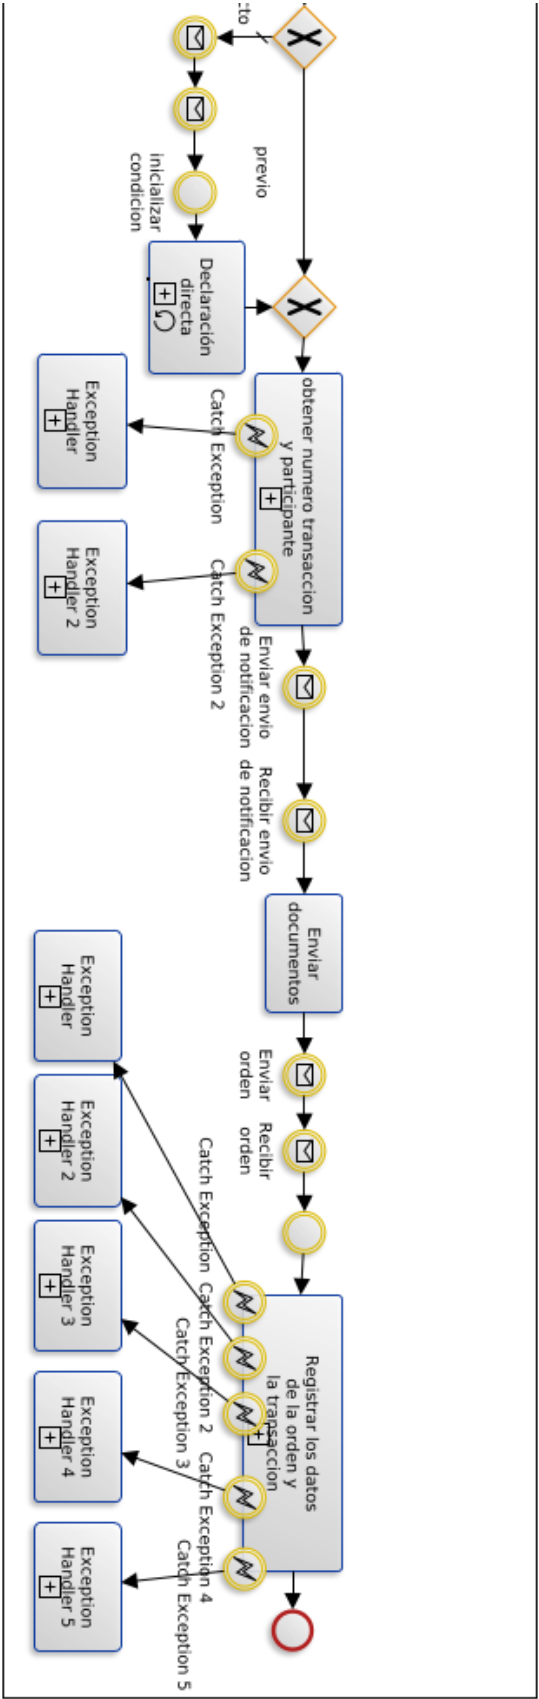 cto
previo
inicializar
condicion
Declaración
directa
obtener numero transaccion
y participante
Catch Exception
Catch Exception 2
Exception
Handler
Exception
Handler 2
Enviar envio
de notificacion
Recibir envio
de notificacion
Enviar
documentos
Enviar
orden
Recibir
orden
Registrar los datos
de la orden y
la transaccion
Catch Exception
Catch Exception 2
Catch Exception 3
Catch Exception 4
Catch Exception 5
Exception
Handler
Exception
Handler 2
Exception
Handler 3
Exception
Handler 4
Exception
Handler 5